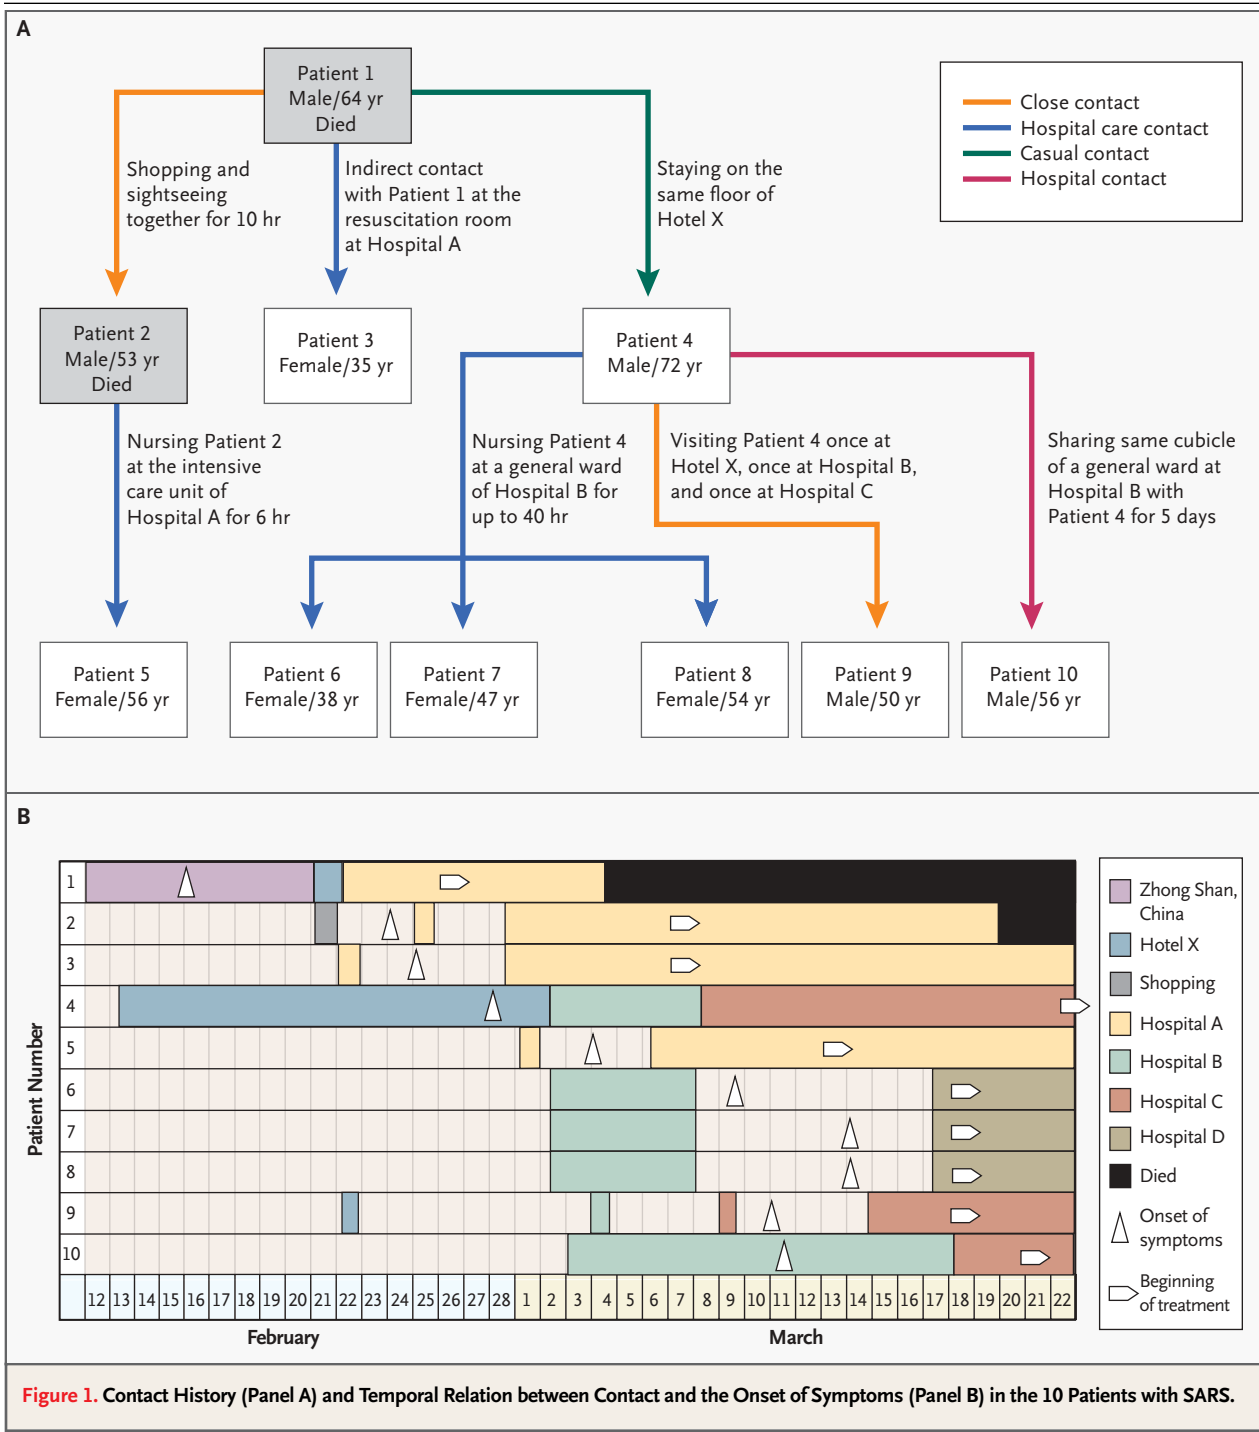 A
Patient 1
Male/64 yr
Died
Close contact
Hospital care contact
Casual contact
Hospital contact
Shopping and
sightseeing
together for 10 hr
Indirect contact
with Patient 1 at the
resuscitation room
at Hospital A
Staying on the
same floor of
Hotel X
Patient 2
Male/53 yr
Died
Patient 3
Female/35 yr
Patient 4
Male/72 yr
Nursing Patient 2
at the intensive
care unit of
Hospital A for 6 hr
Nursing Patient 4
at a general ward
of Hospital B for
up to 40 hr
Visiting Patient 4 once at
Hotel X, once at Hospital B,
and once at Hospital C
Sharing same cubicle
of a general ward at
Hospital B with
Patient 4 for 5 days
Patient 5
Female/56 yr
Patient 6
Female/38 yr
Patient 7
Female/47 yr
Patient 8
Female/54 yr
Patient 9
Male/50 yr
Patient 10
Male/56 yr
B
Patient Number
1
2
3
4
5
6
7
8
9
10
12 13 14 15 16 17 18 19 20 21 22 23 24 25 26 27 28 1 2 3 4 5 6 7 8 9 10 11 12 13 14 15 16 17 18 19 20 21 22
February
March
Zhong Shan,
China
Hotel X
Shopping
Hospital A
Hospital B
Hospital C
Hospital D
Died
Onset of
symptoms
Beginning
of treatment
Figure 1. Contact History (Panel A) and Temporal Relation between Contact and the Onset of Symptoms (Panel B) in the 10 Patients with SARS.